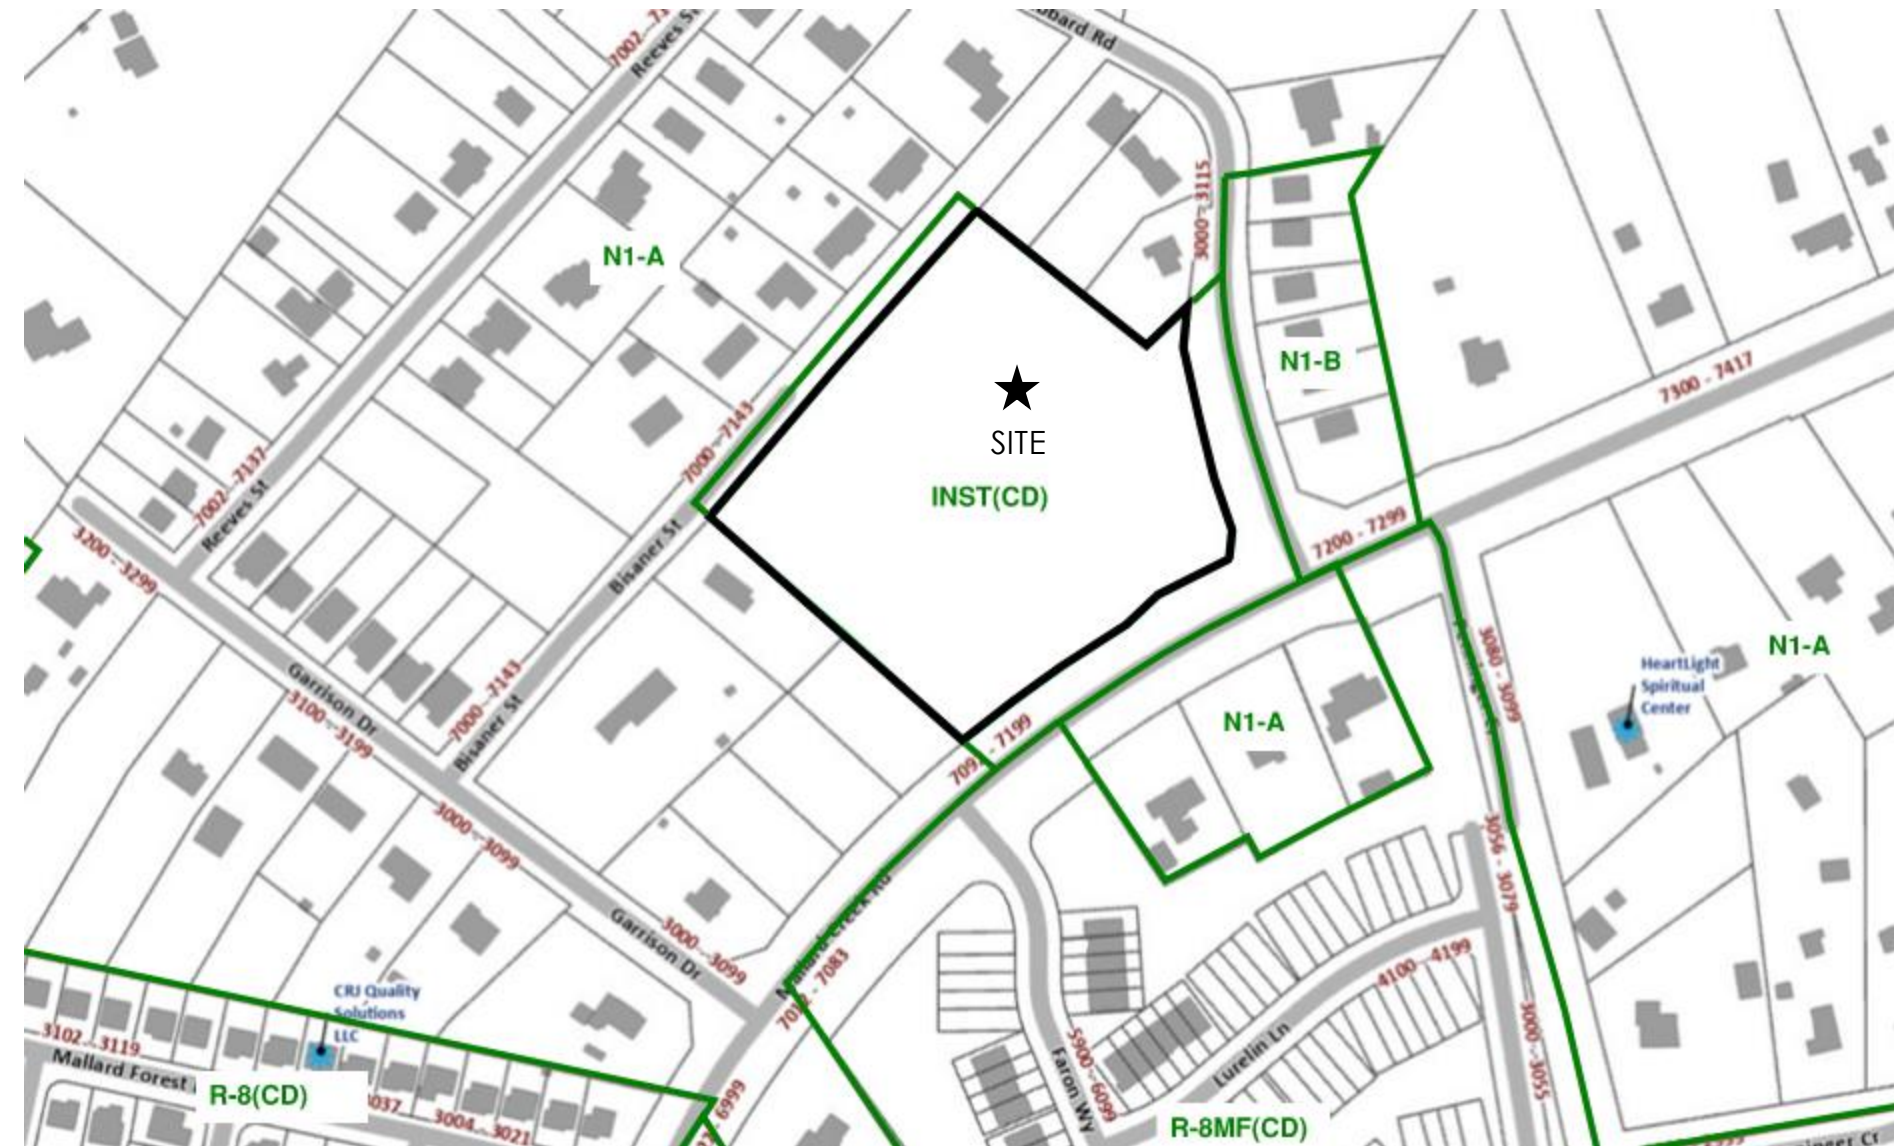 7002 - 71
Reeves St
bbard Rd
3000 - 3115
N1-A
N1-B
7300 - 7417
7000 - 7143
SITE
INST(CD)
7002 - 7137
Reeves St
7200 - 7299
3200 - 3299
Bisaner St
3080 - 3099
N1-A
HeartLight
Spiritual
Center
Garrison Dr
3100 - 3199
7000 - 7143
Bisaner St
N1-A
- 7199
3000 - 3099
3056 - 3079
Garrison Dr
3000 - 3099
Mallard Creek Rd
7012 - 7083
4100 - 4199
CRJ Quality
Solutions
LLC
3102 - 3119
Mallard Forest
R-8(CD)
3004 - 3021
6999
5900 - 6099
Faron Wy
Lurelin Ln
3000 - 3055
R-8MF(CD)